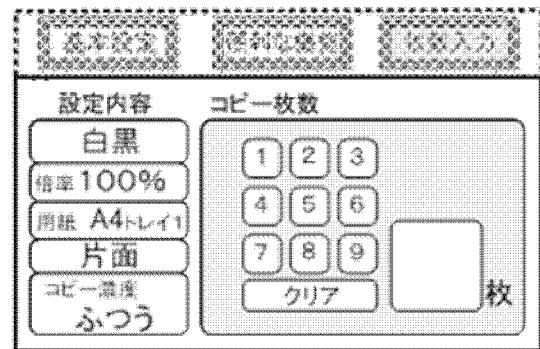 基本設定 便利な機能 枚数入力
設定内容 コピー枚数
白黒
倍率100%
用紙 A4トレイ1
片面
コピー濃度
ふつう
1 2 3
4 5 6
7 8 9
クリア
枚